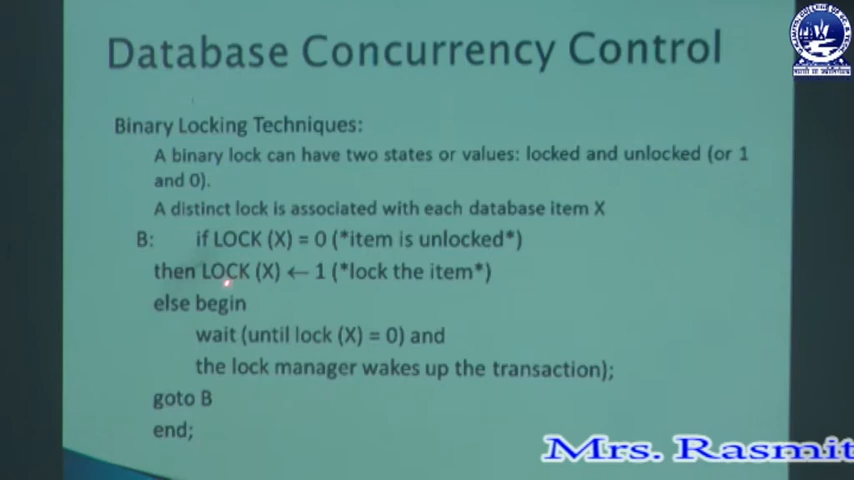 Database Concurrency Control
Binary Locking Techniques:
A binary lock can have two states or values: locked and unlocked (or 1
and 0).
A distinct lock is associated with each database item X
B: if LOCK (X) = 0 (*item is unlocked*)
then LOCK (X) ← 1 (*lock the item*)
else begin
wait (until lock (X) = 0) and
the lock manager wakes up the transaction);
goto B
end;
Mrs. Rasmit